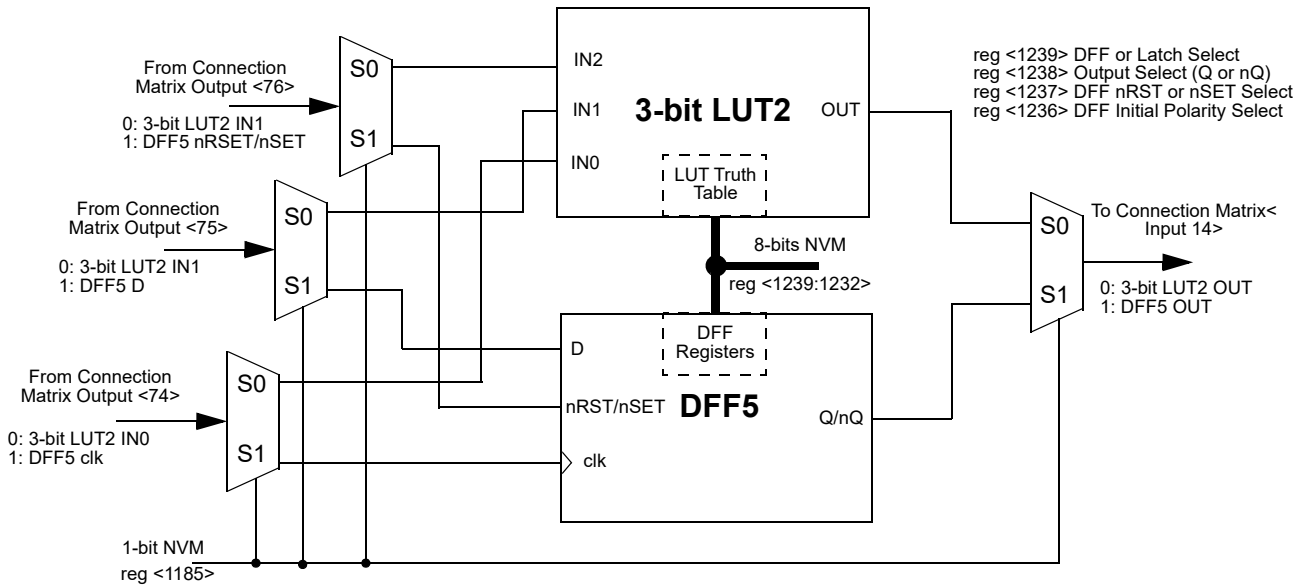 From Connection
Matrix Output <76>
0: 3-bit LUT2 IN1
1: DFF5 nRSET/nSET
S0
S1
From Connection
Matrix Output <75>
0: 3-bit LUT2 IN1
1: DFF5 D
S0
S1
From Connection
Matrix Output <74>
0: 3-bit LUT2 IN0
1: DFF5 clk
S0
S1
1-bit NVM
reg <1185>
IN2
IN1
IN0
3-bit LUT2
OUT
LUT Truth
Table
8-bits NVM
reg <1239:1232>
DFF
Registers
D
nRST/nSET
clk
DFF5
Q/nQ
reg <1239> DFF or Latch Select
reg <1238> Output Select (Q or nQ)
reg <1237> DFF nRST or nSET Select
reg <1236> DFF Initial Polarity Select
S0
S1
To Connection Matrix<
Input 14>
0: 3-bit LUT2 OUT
1: DFF5 OUT